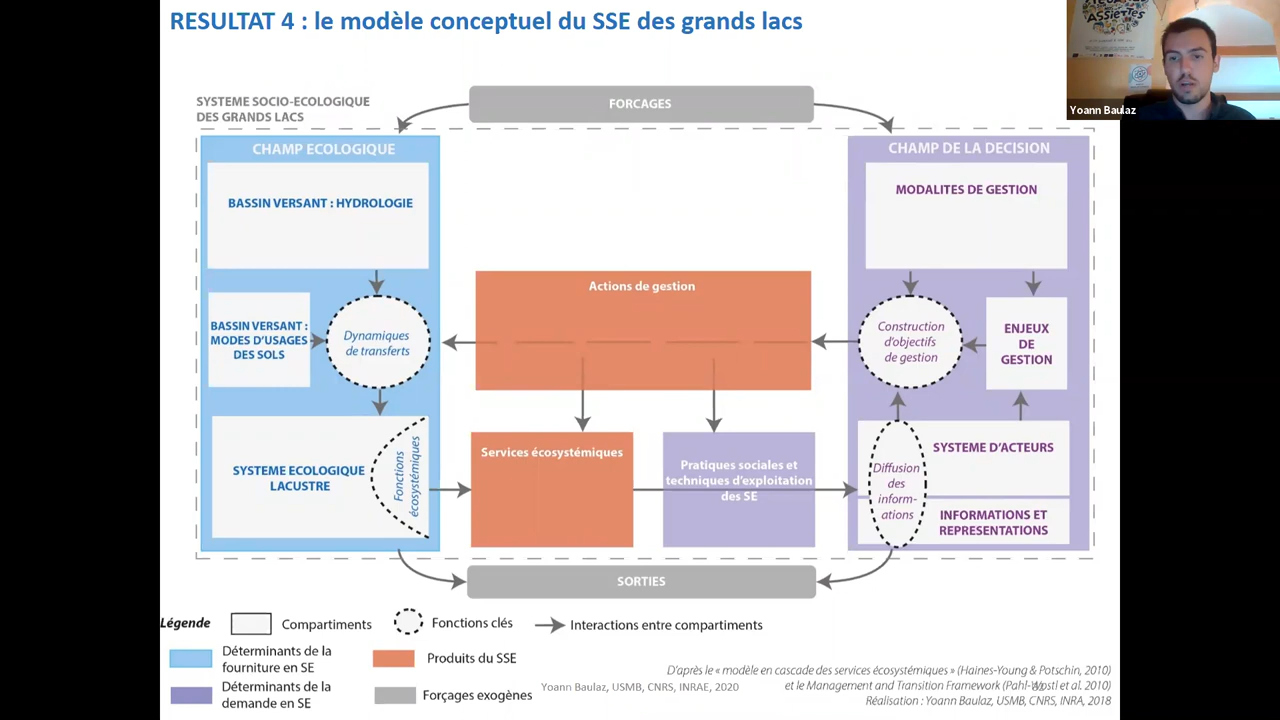 RESULTAT 4 : le modèle conceptuel du SSE des grands lacs
ASSIETTES
Yoann Baulaz
SYSTEME SOCIO-ECOLOGIQUE
DES GRANDS LACS
FORCAGES
CHAMP ECOLOGIQUE
CHAMP DE LA DECISION
BASSIN VERSANT : HYDROLOGIE
MODALITES DE GESTION
Actions de gestion
BASSIN VERSANT :
MODES D'USAGES
DES SOLS
Dynamiques
de transferts
Construction
d'objectifs
de gestion
ENJEUX
DE
GESTION
SYSTEME ECOLOGIQUE
LACUSTRE
Fonctions
écosystémiques
Services écosystémiques
Pratiques sociales et
techniques d'exploitation
des SE
Diffusion
des
inform-
ations
SYSTEME D'ACTEURS
INFORMATIONS ET
REPRESENTATIONS
SORTIES
Légende
Compartiments
Fonctions clés
Interactions entre compartiments
Déterminants de la
fourniture en SE
Produits du SSE
Déterminants de la
demande en SE
Forçages exogènes
Yoann Baulaz, USMB, CNRS, INRAE, 2020
D'après le « modèle en cascade des services écosystémiques » (Haines-Young & Potschin, 2010)
et le Management and Transition Framework (Pahl-Wostl et al. 2010)
Réalisation : Yoann Baulaz, USMB, CNRS, INRA, 2018